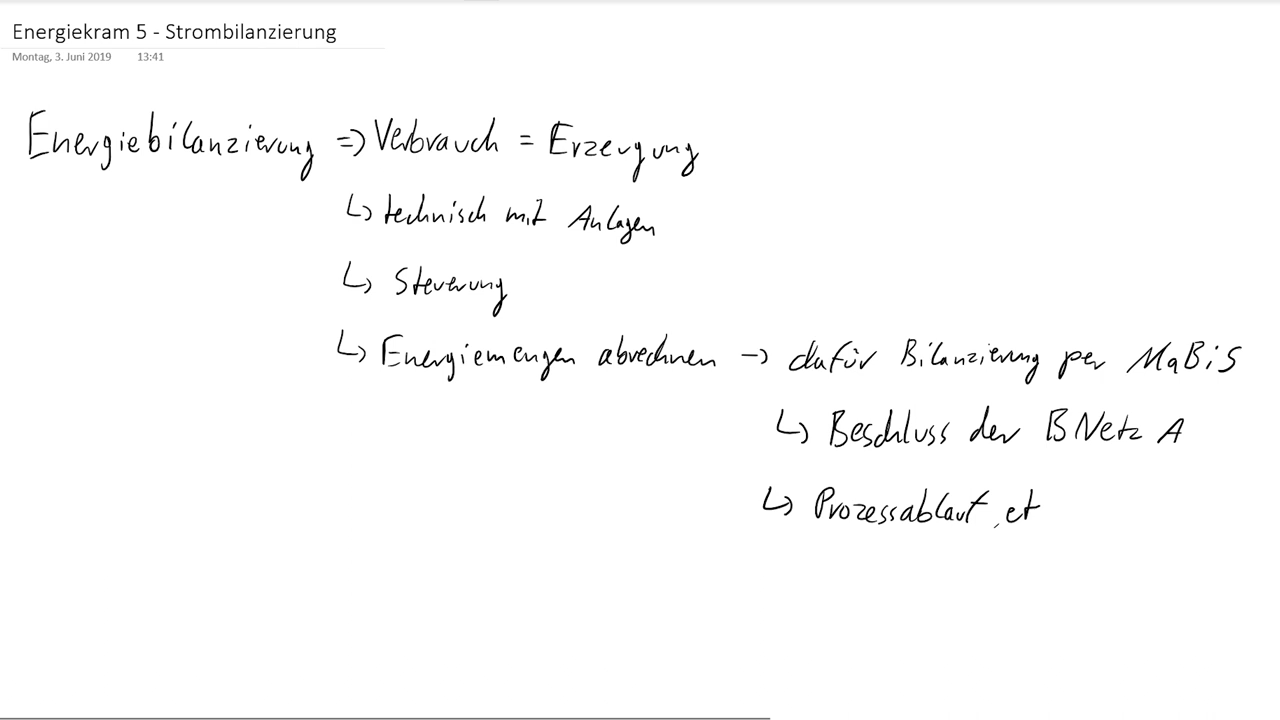 Energiekram 5 - Strombilanzierung
Montag, 3. Juni 2019 13:41
Energiebilanzierung => Verbrauch = Erzeugung
↳ technisch mit Anlagen
↳ Steuerung
↳ Energiemengen abrechnen -> dafür Bilanzierung per MaBiS
↳ Beschluss der BNetzA
↳ Prozessablauf, et